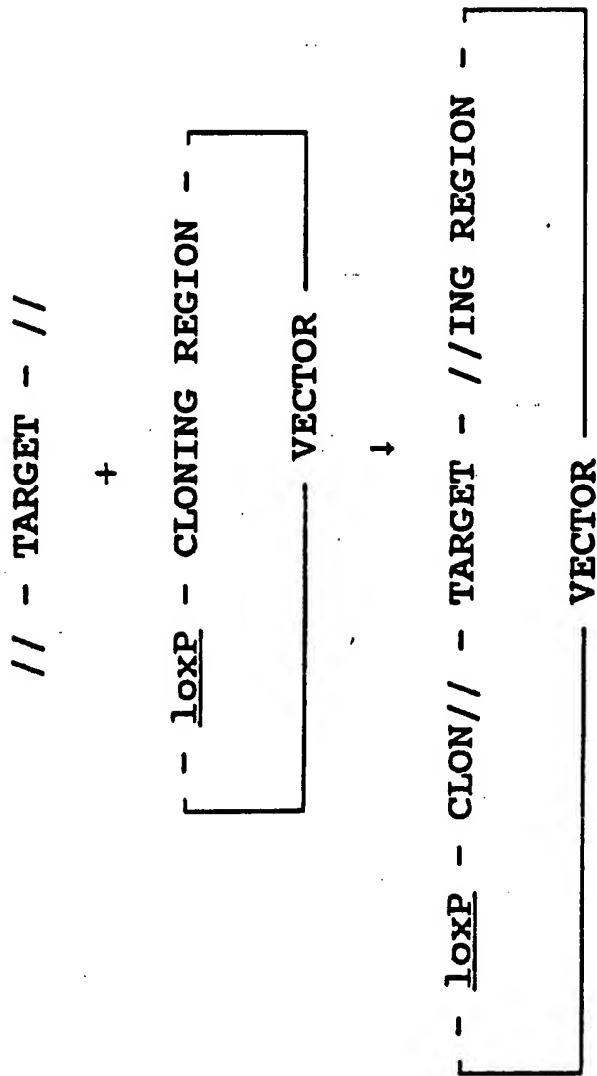 // - TARGET - //
+
- loxP - CLONING REGION -
VECTOR
↓
- loxP - CLON// - TARGET - //ING REGION -
VECTOR